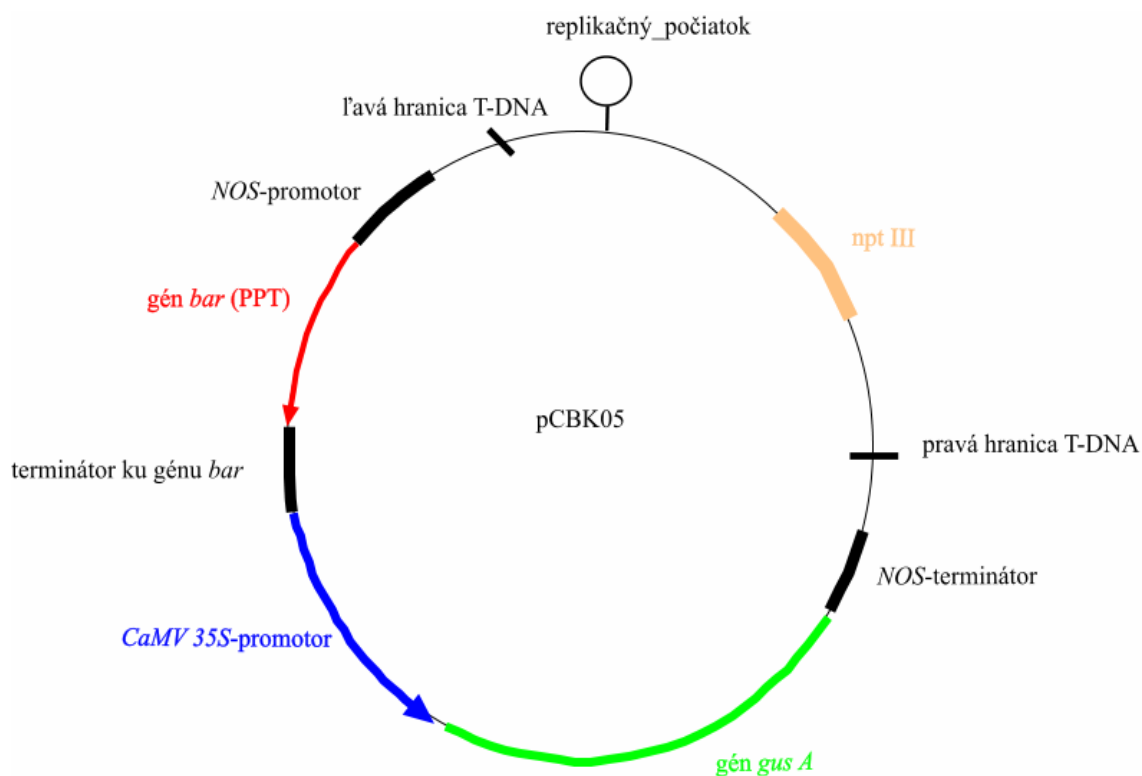 replikačný_počiatok
ľavá hranica T-DNA
NOS-promotor
npt III
gén bar (PPT)
pCBK05
pravá hranica T-DNA
terminátor ku génu bar
NOS-terminátor
CaMV 35S-promotor
gén gus A